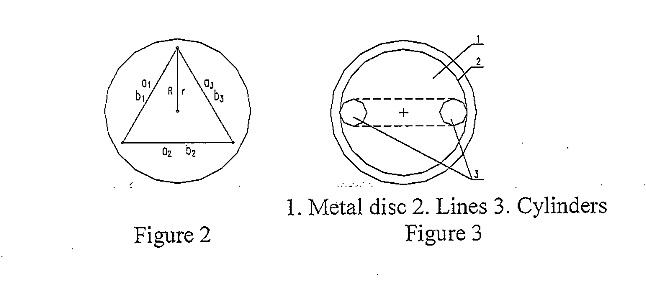 a1 b1 R r a3 b3
a2 b2
1
2
3
1. Metal disc 2. Lines 3. Cylinders
Figure 2
Figure 3